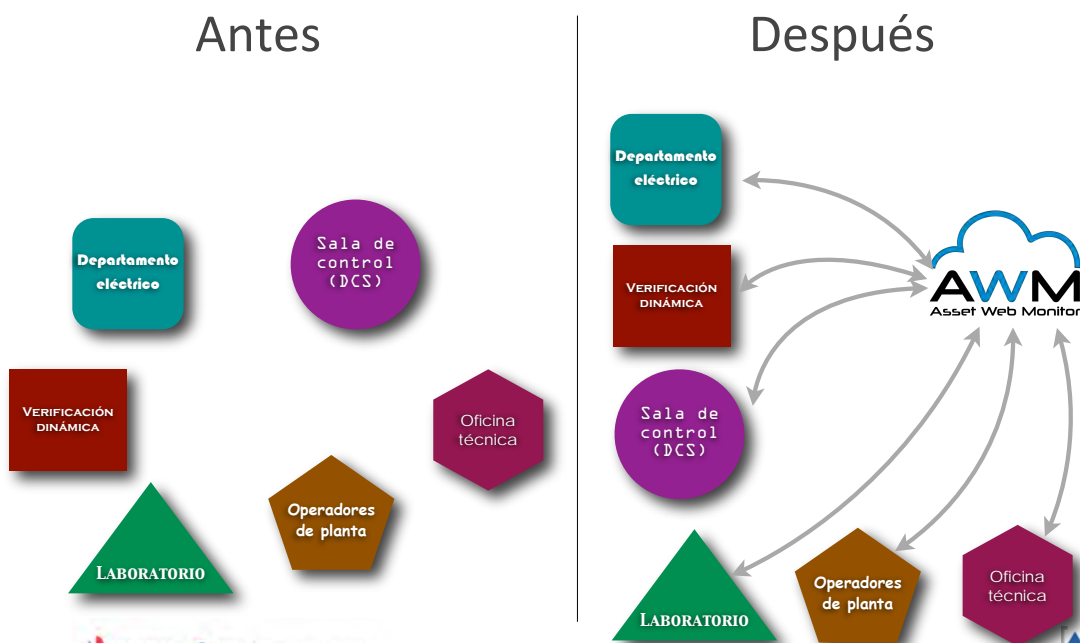 Antes
Departamento
eléctrico
Sala de
control
(DCS)
VERIFICACIÓN
DINÁMICA
Oficina
técnica
Operadores
de planta
LABORATORIO
Después
Departamento
eléctrico
VERIFICACIÓN
DINÁMICA
AWM
Asset Web Monitor
Sala de
control
(DCS)
Operadores
de planta
Oficina
técnica
LABORATORIO